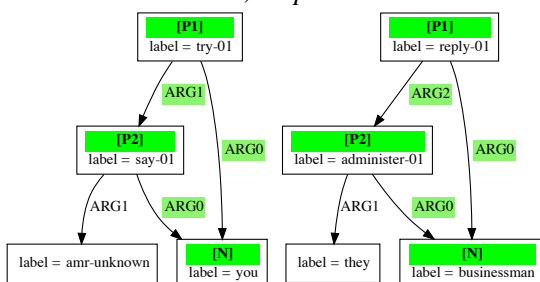 [P1]
label = try-01
ARG1
ARG0
[P2]
label = say-01
ARG1
ARG0
label = amr-unknown
[N]
label = you
[P1]
label = reply-01
ARG2
ARG0
[P2]
label = administer-01
ARG1
ARG0
label = they
[N]
label = businessman